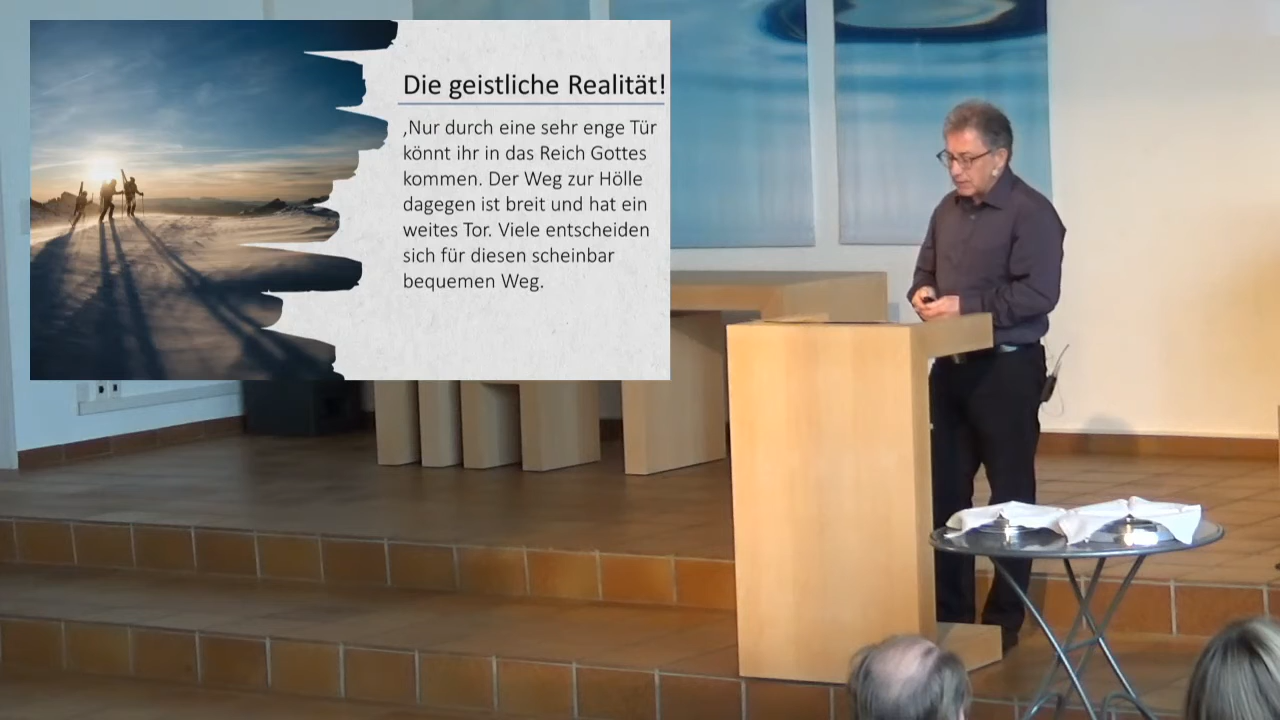 Die geistliche Realität!
‚Nur durch eine sehr enge Tür
könnt ihr in das Reich Gottes
kommen. Der Weg zur Hölle
dagegen ist breit und hat ein
weites Tor. Viele entscheiden
sich für diesen scheinbar
bequemen Weg.